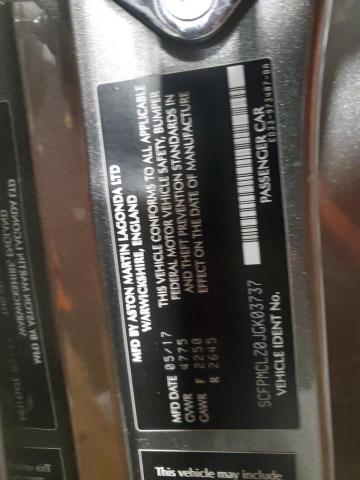 MFD BY ASTON MARTIN LAGONDA LTD
WARWICKSHIRE, ENGLAND
THIS VEHICLE CONFORMS TO ALL APPLICABLE
FEDERAL MOTOR VEHICLE SAFETY, BUMPER
AND THEFT PREVENTION STANDARDS IN
EFFECT ON THE DATE OF MANUFACTURE
MFD DATE 05/17
GVWR 4775
GAWR F 2250
R 2645
SCFPMCLZ0JGK03737
VEHICLE IDENT NO.
PASSENGER CAR
This vehicle may include